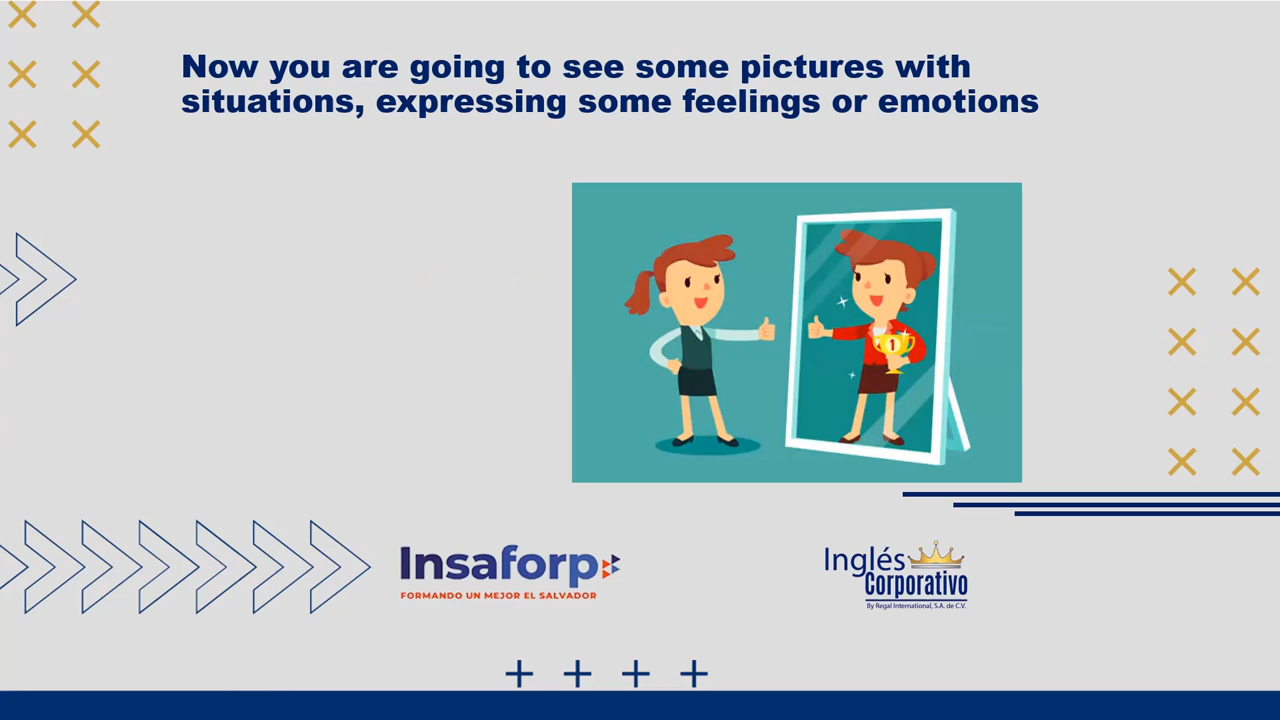 Now you are going to see some pictures with
situations, expressing some feelings or emotions
1
Insaforp
FORMANDO UN MEJOR EL SALVADOR
Inglés
Corporativo
By Regal International, S.A. de C.V.